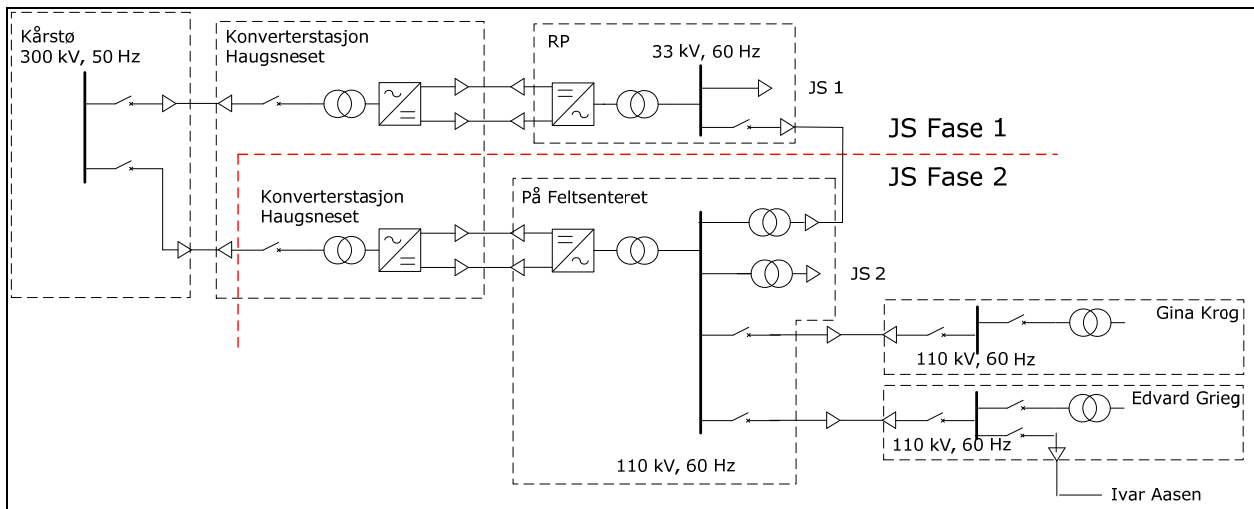 Kårstø
300 kV, 50 Hz
Konverterstasjon
Haugsneset
RP
33 kV, 60 Hz
JS 1
JS Fase 1
JS Fase 2
Konverterstasjon
Haugsneset
På Feltsenteret
JS 2
110 kV, 60 Hz
Gina Krog
110 kV, 60 Hz
Edvard Grieg
110 kV, 60 Hz
Ivar Aasen